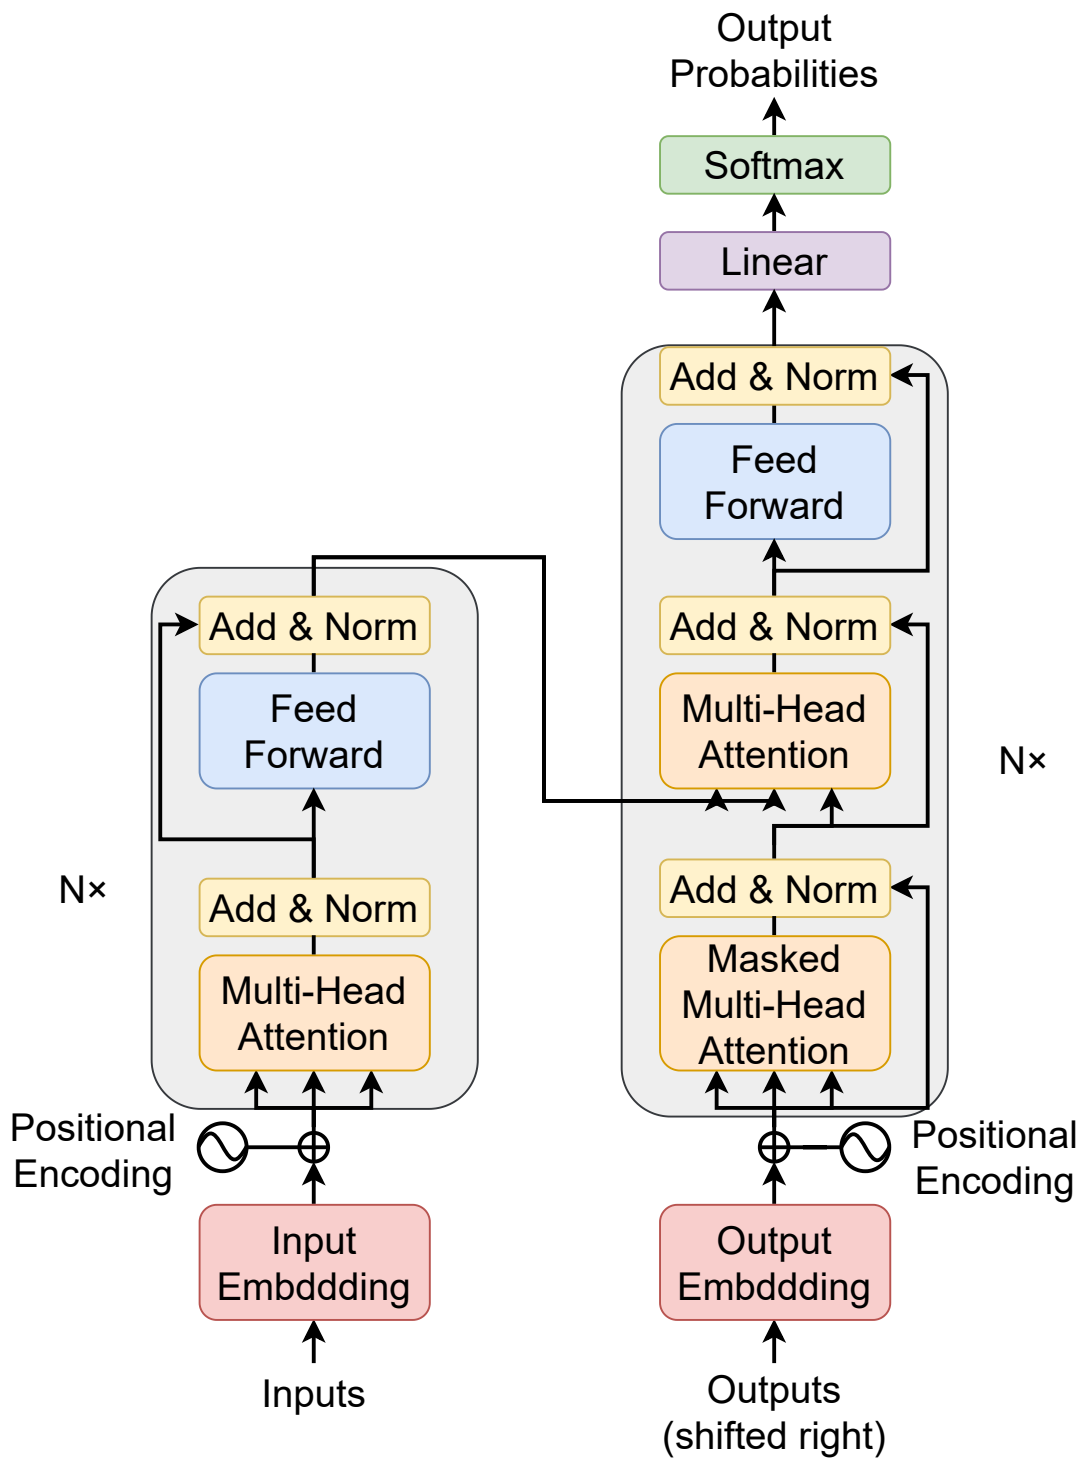 Output
Probabilities
Softmax
Linear
Add & Norm
Feed
Forward
Add & Norm
Multi-Head
Attention
N×
Add & Norm
Masked
Multi-Head
Attention
Positional
Encoding
Output
Embdddding
Outputs
(shifted right)
Add & Norm
Feed
Forward
N×
Add & Norm
Multi-Head
Attention
Positional
Encoding
Input
Embdddding
Inputs